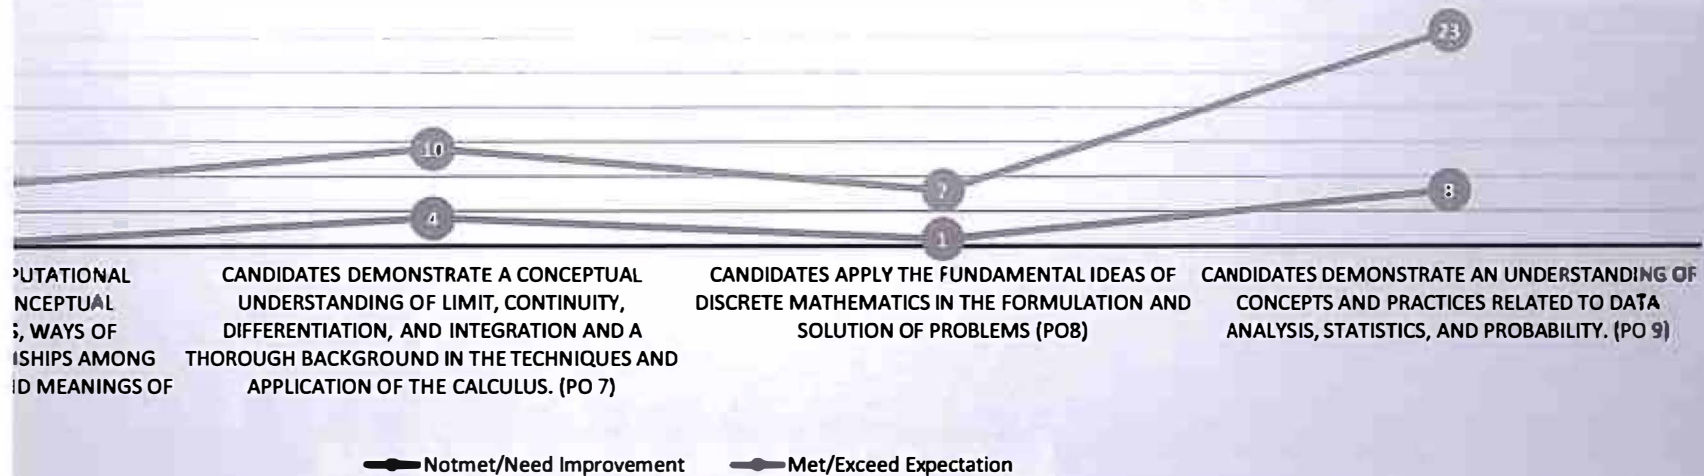 23
10
7
8
4
1
PUTATIONAL
NCEPTUAL
S, WAYS OF
SHIPS AMONG
D MEANINGS OF
CANDIDATES DEMONSTRATE A CONCEPTUAL
UNDERSTANDING OF LIMIT, CONTINUITY,
DIFFERENTIATION, AND INTEGRATION AND A
THOROUGH BACKGROUND IN THE TECHNIQUES AND
APPLICATION OF THE CALCULUS. (PO 7)
CANDIDATES APPLY THE FUNDAMENTAL IDEAS OF
DISCRETE MATHEMATICS IN THE FORMULATION AND
SOLUTION OF PROBLEMS (PO8)
CANDIDATES DEMONSTRATE AN UNDERSTANDING OF
CONCEPTS AND PRACTICES RELATED TO DATA
ANALYSIS, STATISTICS, AND PROBABILITY. (PO 9)
Notmet/Need Improvement
Met/Exceed Expectation